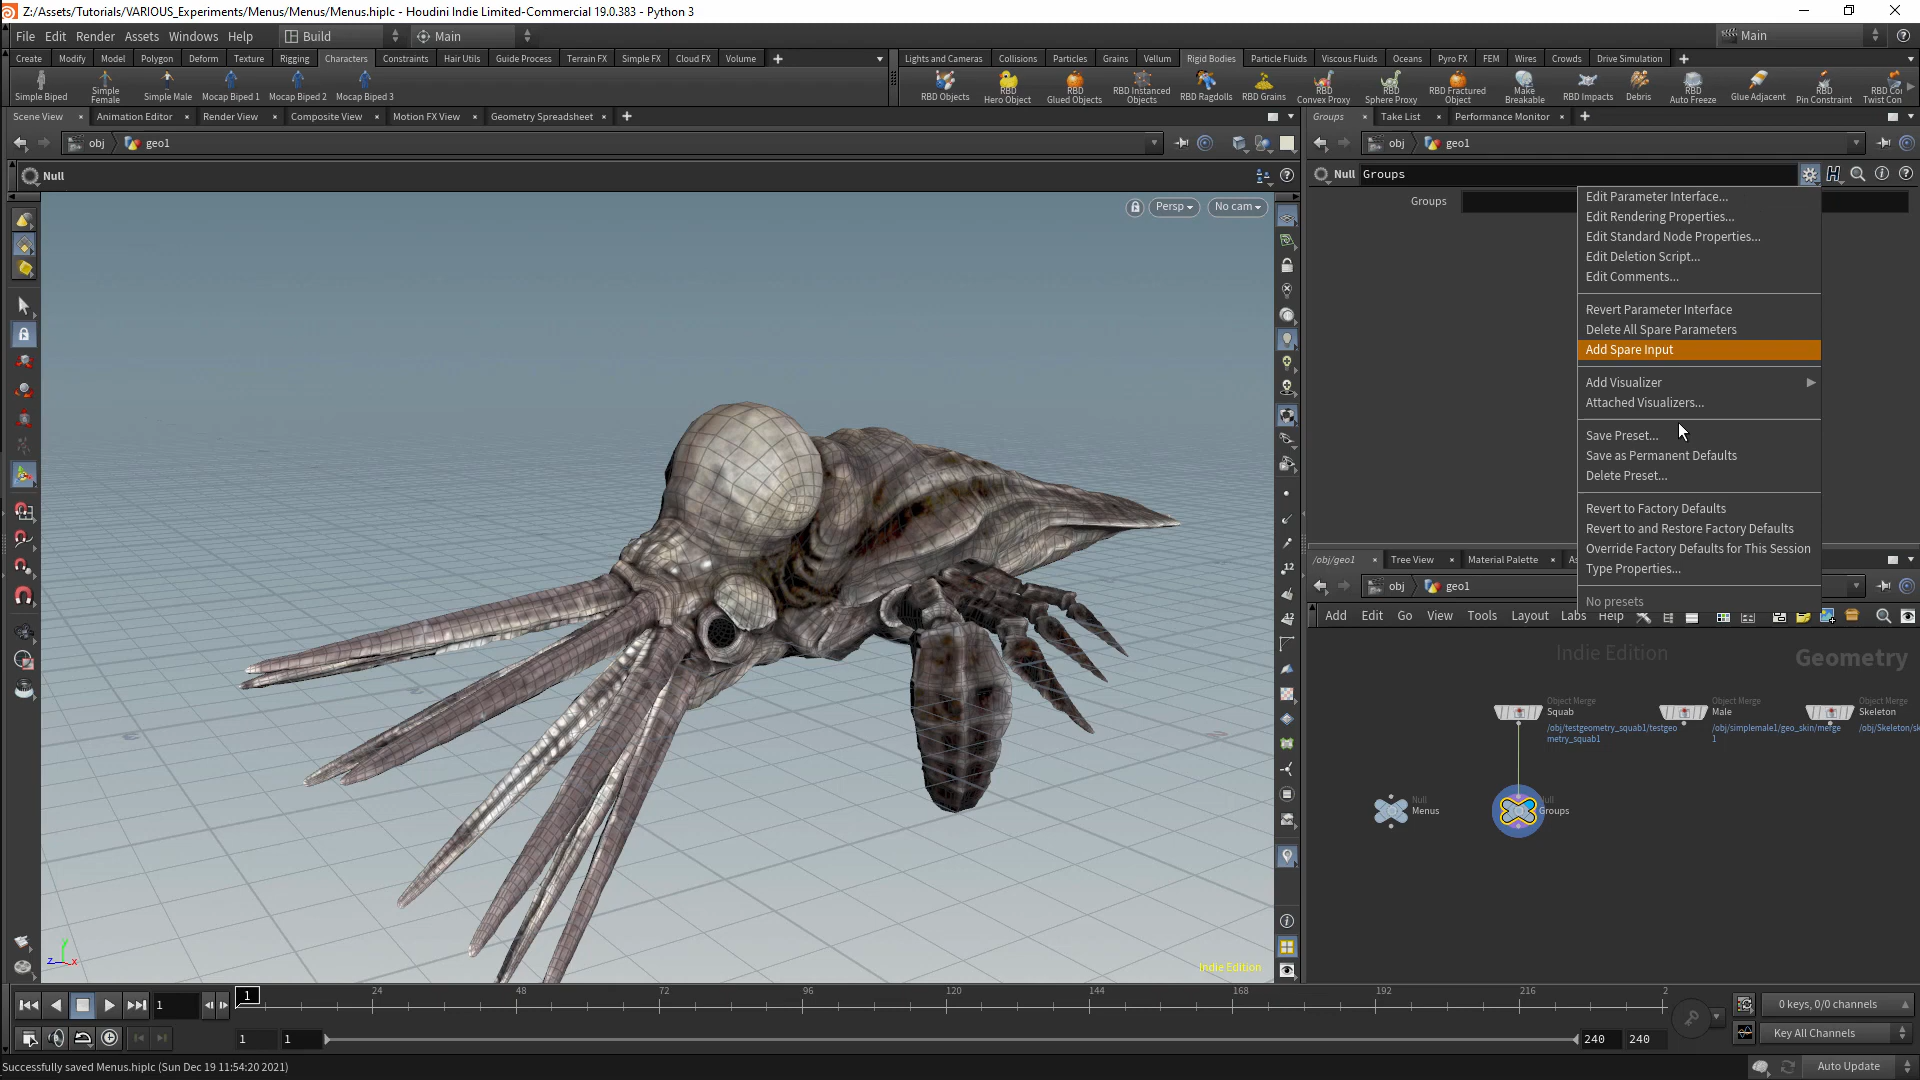 Z:/Assets/Tutorials/VARIOUS_Experiments/Menus/Menus/Menus.hiplc - Houdini Indie Limited-Commercial 19.0.383 - Python 3
File Edit Render Assets Windows Help Build Main Main
Create Modify Model Polygon Deform Texture Rigging Characters Constraints Hair Utils Guide Process Terrain FX Simple FX Cloud FX Volume
Lights and Cameras Collisions Particles Grains Vellum Rigid Bodies Particle Fluids Viscous Fluids Oceans Pyro FX FEM Wires Crowds Drive Simulation
Simple Biped
Simple Female
Simple Male
Mocap Biped 1
Mocap Biped 2
Mocap Biped 3
RBD Objects
RBD Hero Object
RBD Glued Objects
RBD Instanced Objects
RBD Ragdolls
RBD Grains
RBD Convex Proxy
RBD Sphere Proxy
RBD Fractured Object
Make Breakable
RBD Impacts
Debris
RBD Auto Freeze
Glue Adjacent
RBD Pin Constraint
Scene View Animation Editor Render View Composite View Motion FX View Geometry Spreadsheet
Groups Take List Performance Monitor
obj geo1
obj geo1
Null
Null Groups
Groups
Persp No cam
Edit Parameter Interface...
Edit Rendering Properties...
Edit Standard Node Properties...
Edit Deletion Script...
Edit Comments...
Revert Parameter Interface
Delete All Spare Parameters
Add Spare Input
Add Visualizer
Attached Visualizers...
Save Preset...
Save as Permanent Defaults
Delete Preset...
Revert to Factory Defaults
Revert to and Restore Factory Defaults
Override Factory Defaults for This Session
Type Properties...
No presets
/obj/geo1 Tree View Material Palette
obj geo1
Add Edit Go View Tools Layout Labs Help
Indie Edition
Geometry
Object Merge
Squab
/obj/testgeometry_squab1/testgeo
metry_squab1
Object Merge
Male
/obj/simplemale1/geo_skin/merge
1
Object Merge
Skeleton
/obj/Skeleton/sk
Null
Menus
Null
Groups
Indie Edition
z y x
1 1 24 48 72 96 120 144 168 192 216 2
0 keys, 0/0 channels
1 1 240 240
Key All Channels
Successfully saved Menus.hiplc (Sun Dec 19 11:54:20 2021)
Auto Update